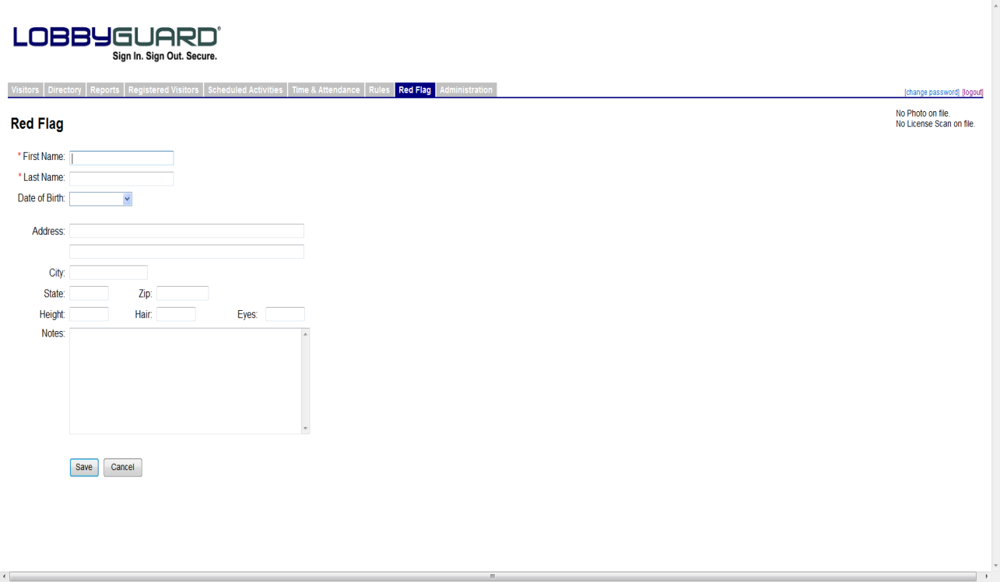 LOBBYGUARD®
Sign In. Sign Out. Secure.
Visitors Directory Reports Registered Visitors Scheduled Activities Time & Attendance Rules Red Flag Administration
[change password] [logout]
No Photo on file.
No License Scan on file.
Red Flag
* First Name:
* Last Name:
Date of Birth:
Address:
City:
State: Zip:
Height: Hair: Eyes:
Notes:
Save Cancel